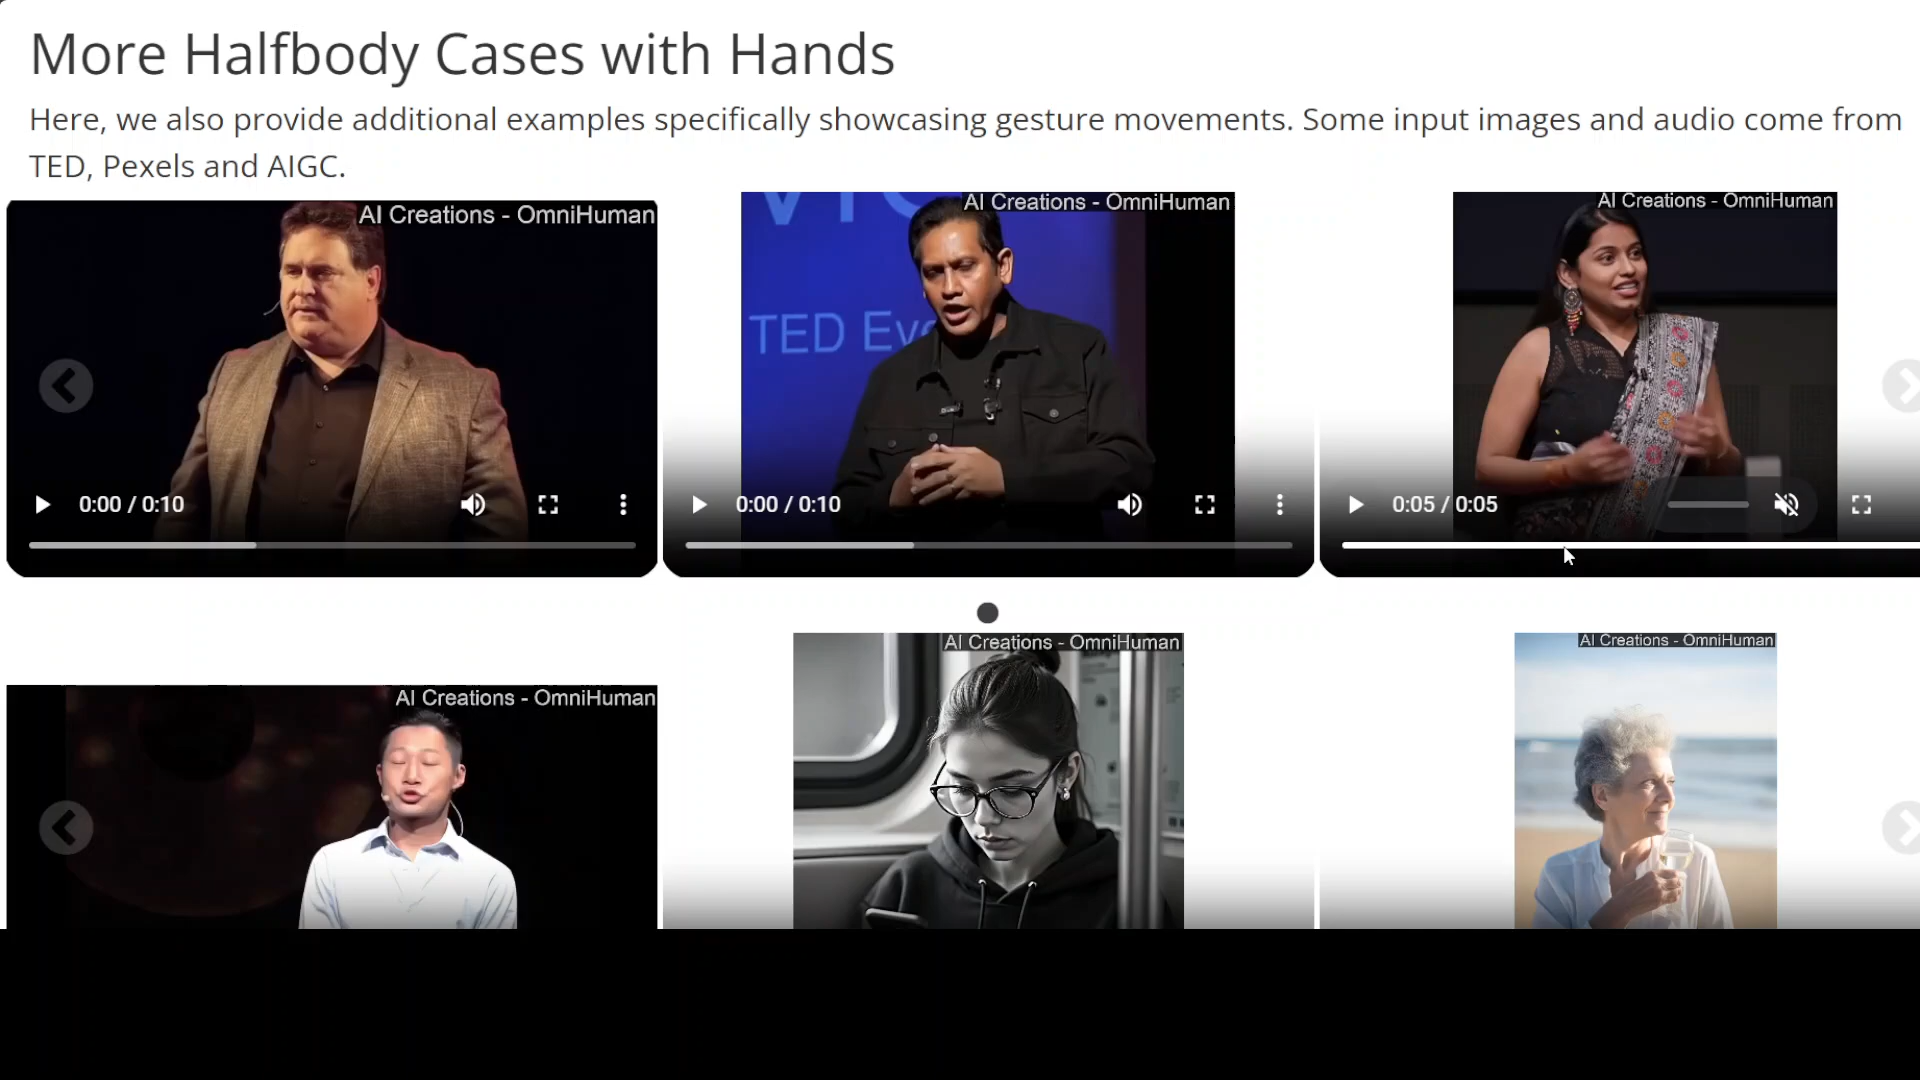 More Halfbody Cases with Hands
Here, we also provide additional examples specifically showcasing gesture movements. Some input images and audio come from
TED, Pexels and AIGC.
AI Creations - OmniHuman
AI Creations - OmniHuman
AI Creations - OmniHuman
TED Eve
0:00 / 0:10
0:00 / 0:10
0:05 / 0:05
AI Creations - OmniHuman
AI Creations - OmniHuman
AI Creations - OmniHuman